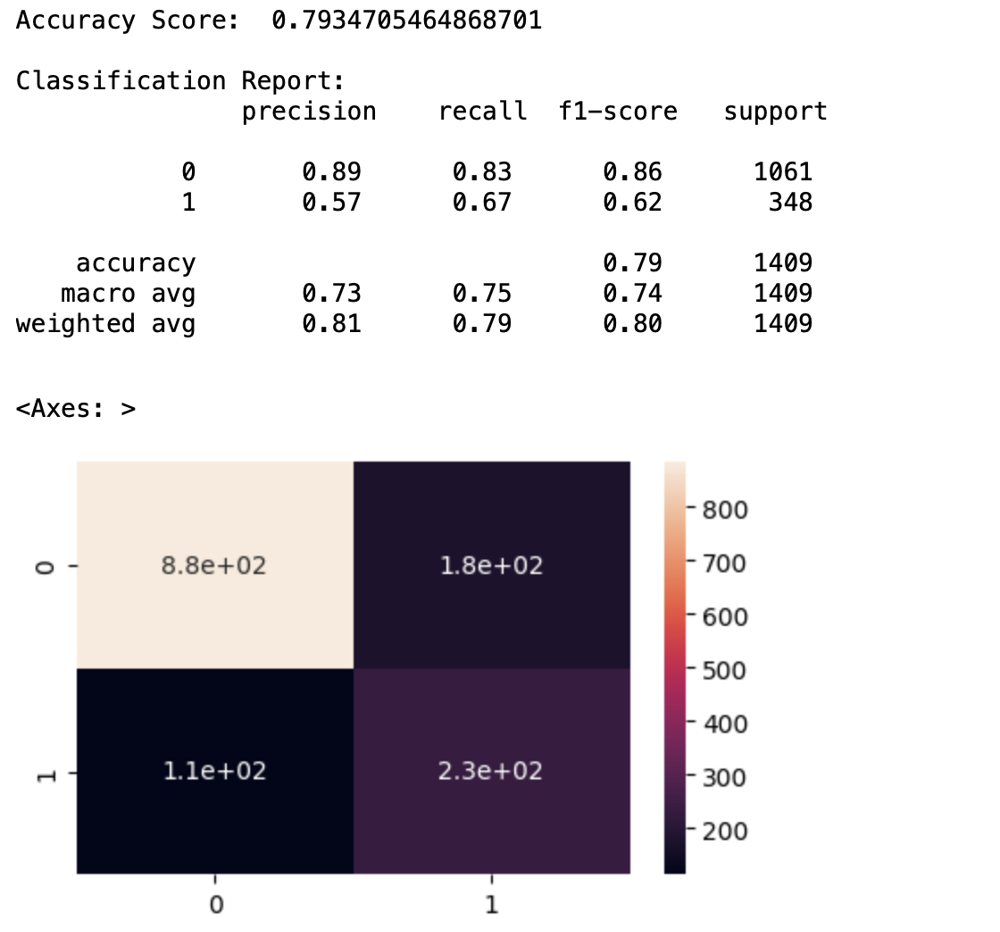 Accuracy Score:  0.7934705464868701
Classification Report:
precision    recall  f1-score   support
0       0.89      0.83      0.86      1061
1       0.57      0.67      0.62       348
accuracy                           0.79      1409
macro avg       0.73      0.75      0.74      1409
weighted avg       0.81      0.79      0.80      1409
<Axes: >
800
0 8.8e+02 1.8e+02
700
600
500
400
1 1.1e+02 2.3e+02
300
200
0 1